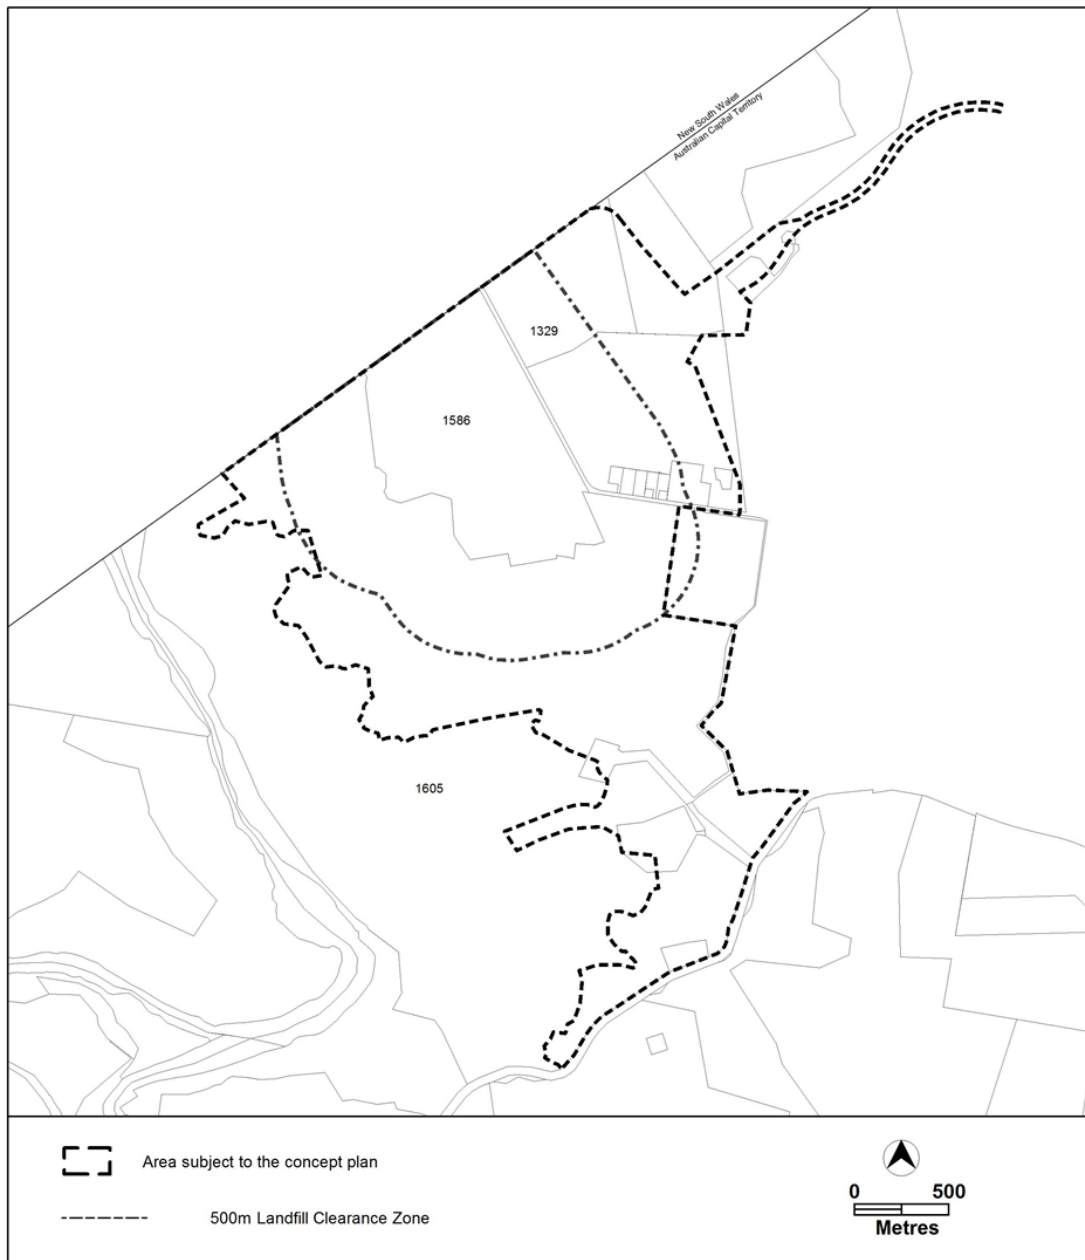 New South Wales
Australian Capital Territory
1329
1586
1605
Area subject to the concept plan
500m Landfill Clearance Zone
0 500
Metres